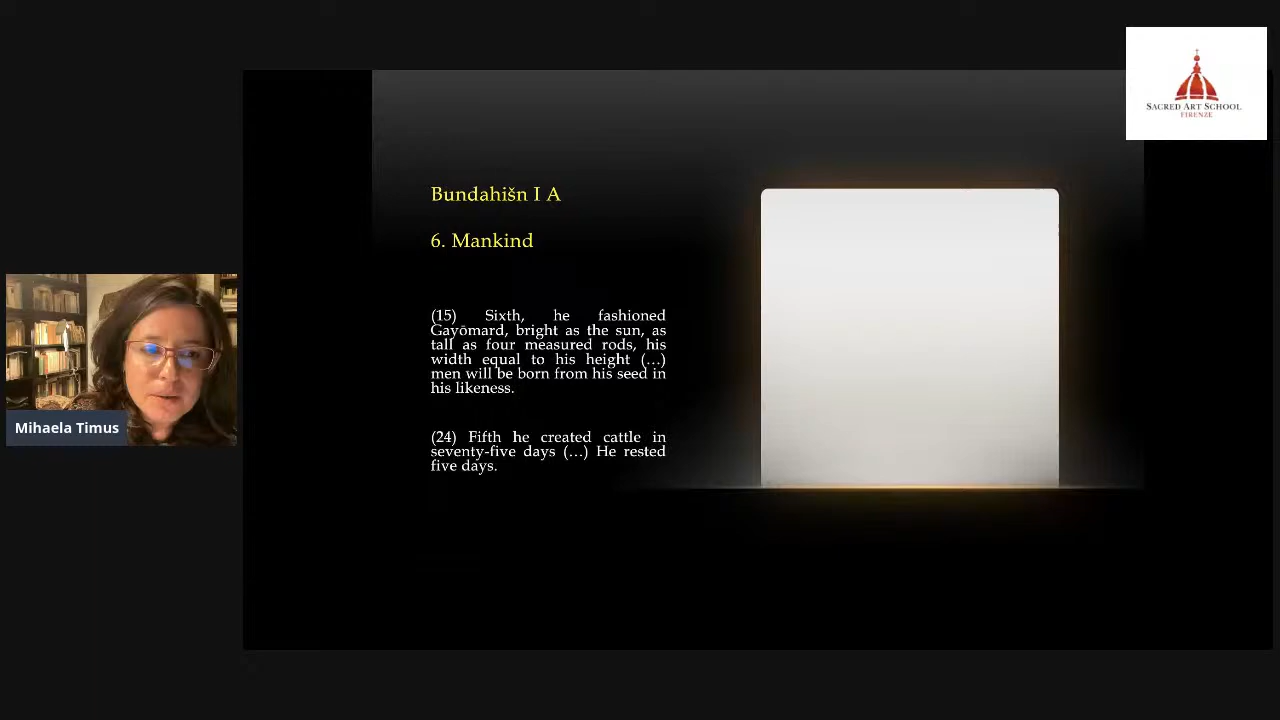 SACRED ART SCHOOL
FIRENZE
Bundahišn I A
6. Mankind
(15) Sixth, he fashioned
Gayōmard, bright as the sun, as
tall as four measured rods, his
width equal to his height (…)
men will be born from his seed in
his likeness.
(24) Fifth he created cattle in
seventy-five days (…) He rested
five days.
Mihaela Timus